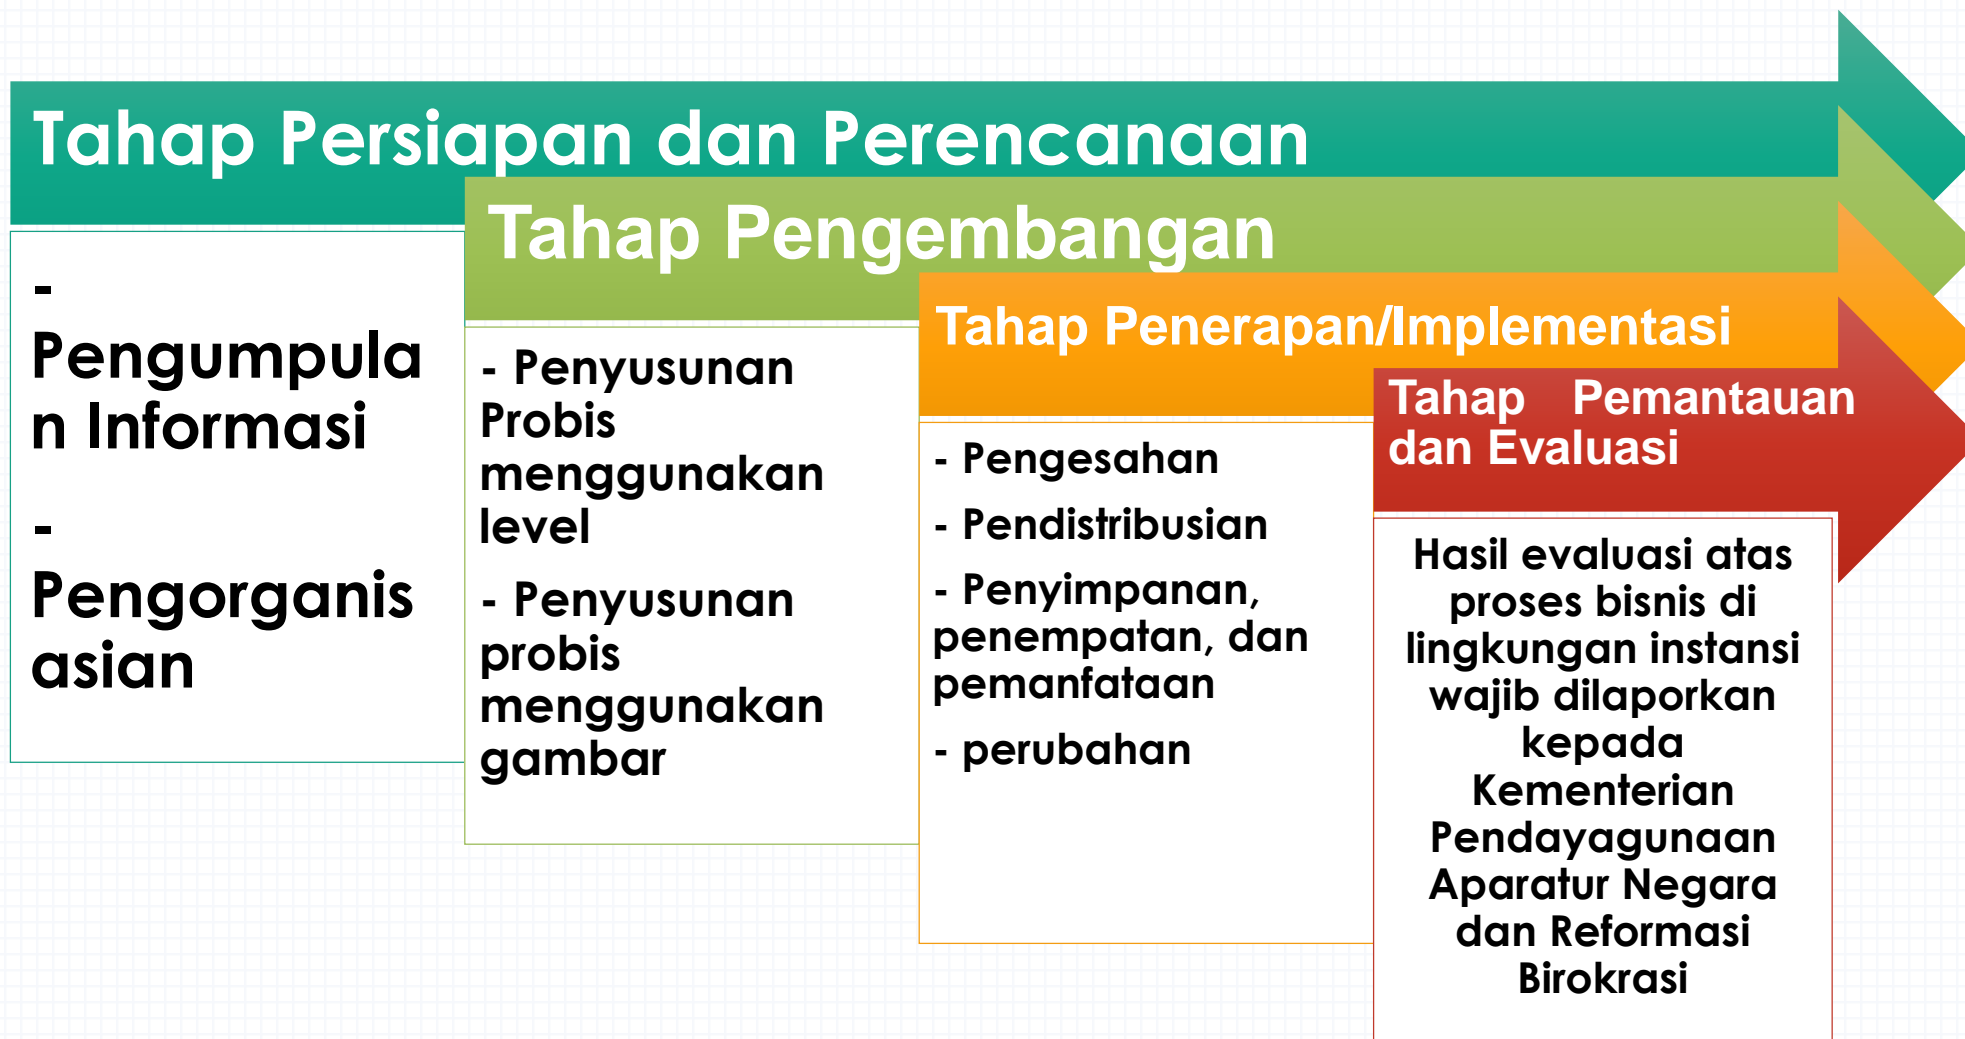 Tahap Persiapan dan Perencanaan
-
Pengumpula
n Informasi
-
Pengorganis
asian
Tahap Pengembangan
- Penyusunan
Probis
menggunakan
level
- Penyusunan
probis
menggunakan
gambar
Tahap Penerapan/Implementasi
- Pengesahan
- Pendistribusian
- Penyimpanan,
penempatan, dan
pemanfataan
- perubahan
Tahap Pemantauan
dan Evaluasi
Hasil evaluasi atas
proses bisnis di
lingkungan instansi
wajib dilaporkan
kepada
Kementerian
Pendayagunaan
Aparatur Negara
dan Reformasi
Birokrasi